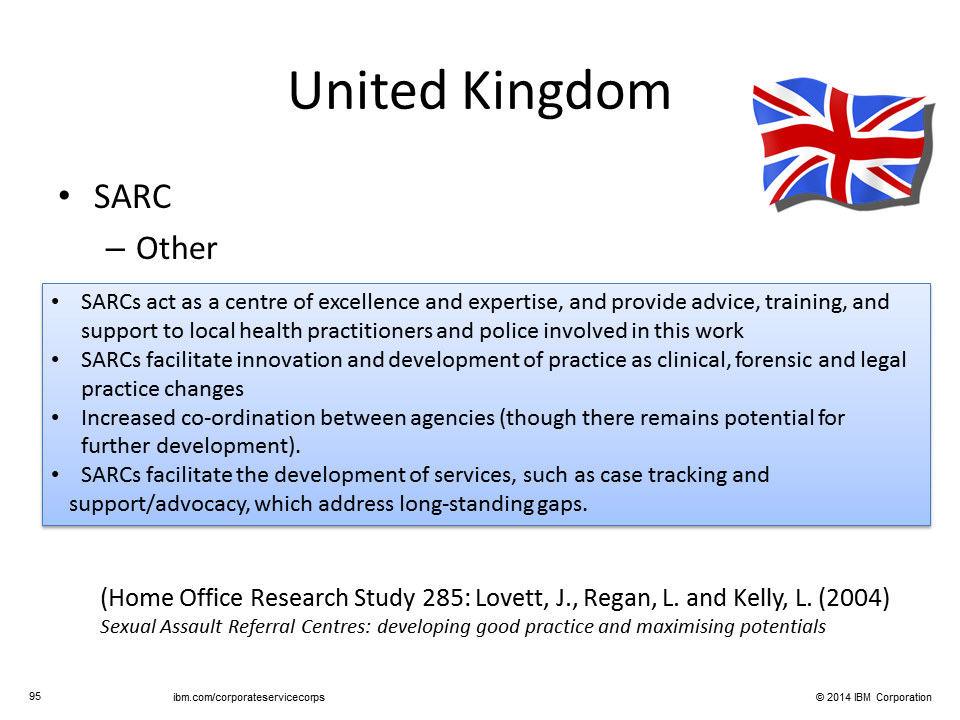 United Kingdom
• SARC
– Other
• SARCs act as a centre of excellence and expertise, and provide advice, training, and
support to local health practitioners and police involved in this work
• SARCs facilitate innovation and development of practice as clinical, forensic and legal
practice changes
• Increased co-ordination between agencies (though there remains potential for
further development).
• SARCs facilitate the development of services, such as case tracking and
support/advocacy, which address long-standing gaps.
(Home Office Research Study 285: Lovett, J., Regan, L. and Kelly, L. (2004)
Sexual Assault Referral Centres: developing good practice and maximising potentials
95
ibm.com/corporateservicecorps
© 2014 IBM Corporation